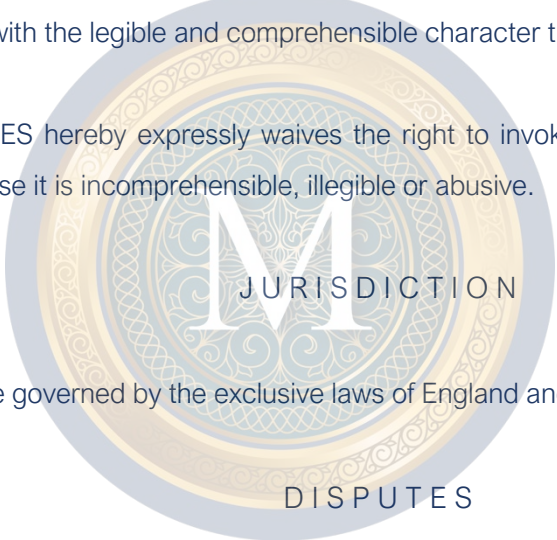 with the legible and comprehensible character t
ES hereby expressly waives the right to invok
se it is incomprehensible, illegible or abusive.
M
JURISDICTION
e governed by the exclusive laws of England an
DISPUTES